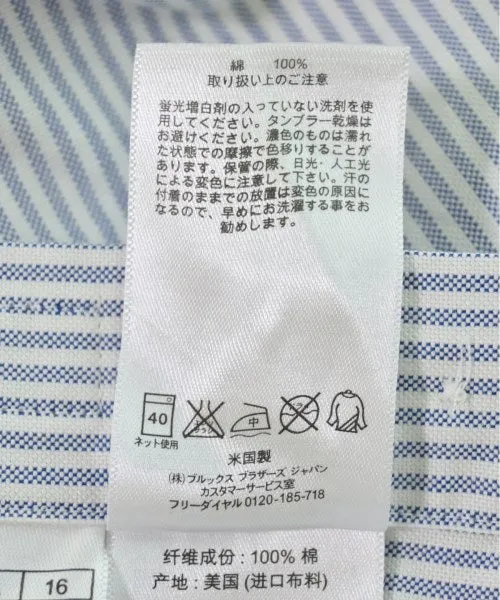 綿 100%
取り扱い上のご注意
蛍光増白剤の入っていない洗剤を使
用してください。タンブラー乾燥は
お避けください。濃色のものは濡れ
た状態での摩擦で色移りすることが
あります。保管の際、日光・人工光
による変色に注意して下さい。汗の
付着のままでの放置は変色の原因に
なるので、早めにお洗濯する事をお
勧めします。
40 中
ネット使用
米国製
(株) ブルックス ブラザーズ ジャパン
カスタマーサービス室
フリーダイヤル 0120-185-718
纤维成份: 100% 棉
产地: 美国 (进口布料)
16